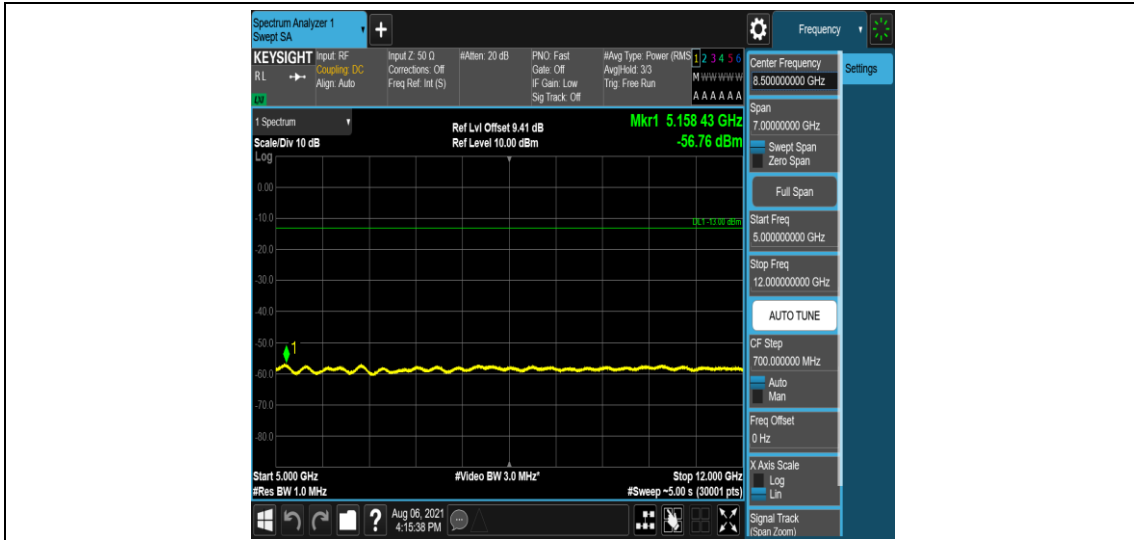 Spectrum Analyzer 1
Swept SA
+
Frequency
KEYSIGHT
RL
LXI
Input: RF
Coupling: DC
Align: Auto
Input Z: 50 Ω
Corrections: Off
Freq Ref: Int (S)
#Atten: 20 dB
PNO: Fast
Gate: Off
IF Gain: Low
Sig Track: Off
#Avg Type: Power (RMS
Avg|Hold: 3/3
Trig: Free Run
1 2 3 4 5 6
M W W W W W
A A A A A A
1 Spectrum
Scale/Div 10 dB
Log
Ref Lvl Offset 9.41 dB
Ref Level 10.00 dBm
Mkr1 5.158 43 GHz
-56.76 dBm
0.00
-10.0
DL1 -13.00 dBm
-20.0
-30.0
-40.0
-50.0
1
-60.0
-70.0
-80.0
Start 5.000 GHz
#Res BW 1.0 MHz
#Video BW 3.0 MHz*
Stop 12.000 GHz
#Sweep ~5.00 s (30001 pts)
?
Aug 06, 2021
4:15:38 PM
Center Frequency
8.500000000 GHz
Settings
Span
7.00000000 GHz
Swept Span
Zero Span
Full Span
Start Freq
5.000000000 GHz
Stop Freq
12.000000000 GHz
AUTO TUNE
CF Step
700.000000 MHz
Auto
Man
Freq Offset
0 Hz
X Axis Scale
Log
Lin
Signal Track
(Span Zoom)